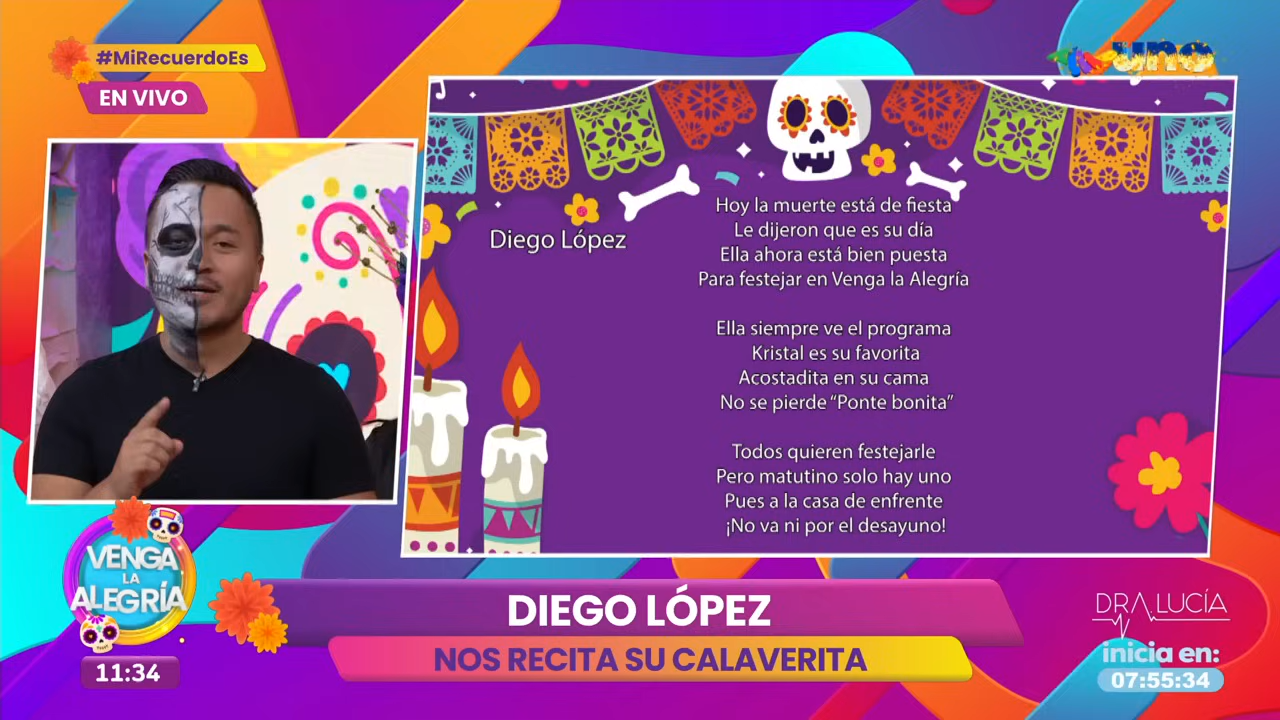 #MiRecuerdoEs
EN VIVO
uno
Diego López
Hoy la muerte está de fiesta
Le dijeron que es su día
Ella ahora está bien puesta
Para festejar en Venga la Alegría
Ella siempre ve el programa
Kristal es su favorita
Acostadita en su cama
No se pierde “Ponte bonita”
Todos quieren festejarle
Pero matutino solo hay uno
Pues a la casa de enfrente
¡No va ni por el desayuno!
VENGA
LA
ALEGRÍA
11:34
DIEGO LÓPEZ
NOS RECITA SU CALAVERITA
DRA.LUCÍA
inicia en:
07:55:34